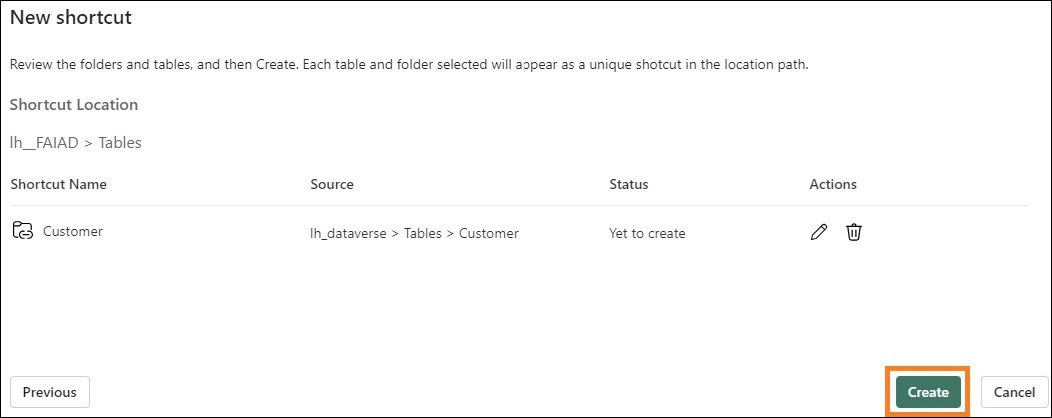 New shortcut
Review the folders and tables, and then Create. Each table and folder selected will appear as a unique shotcut in the location path.
Shortcut Location
lh__FAIAD > Tables
Shortcut Name Source Status Actions
Customer lh_dataverse > Tables > Customer Yet to create
Previous Create Cancel